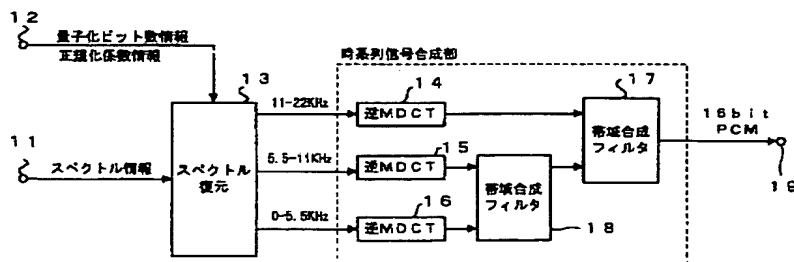 12
量子化ビット数情報
正規化係数情報
時系列信号合成部
13
11-22KHz
14
逆MDCT
17
帯域合成
フィルタ
16bit
PCM
19
11
スペクトル情報
スペクトル
復元
5.5-11KHz
15
逆MDCT
帯域合成
フィルタ
18
0-5.5KHz
16
逆MDCT